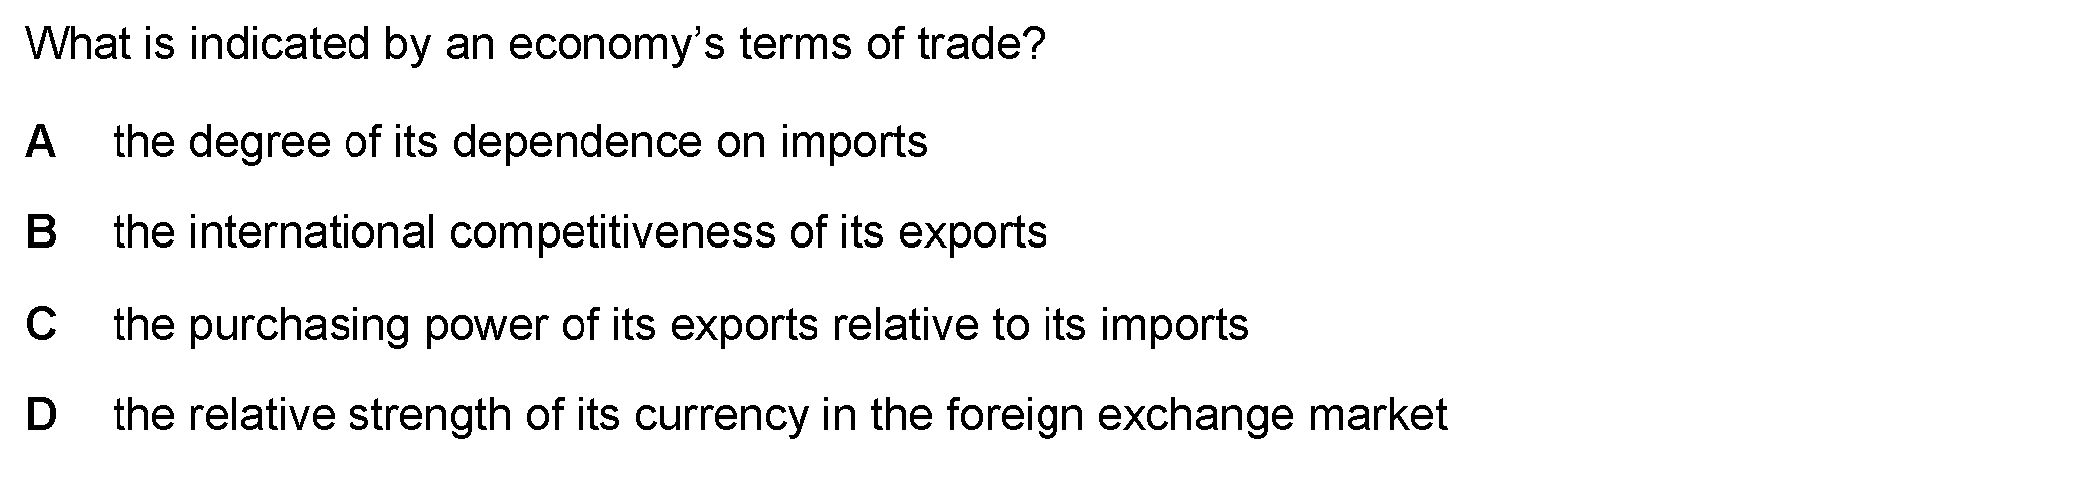 What is indicated by an economy’s terms of trade?
A the degree of its dependence on imports
B the international competitiveness of its exports
C the purchasing power of its exports relative to its imports
D the relative strength of its currency in the foreign exchange market